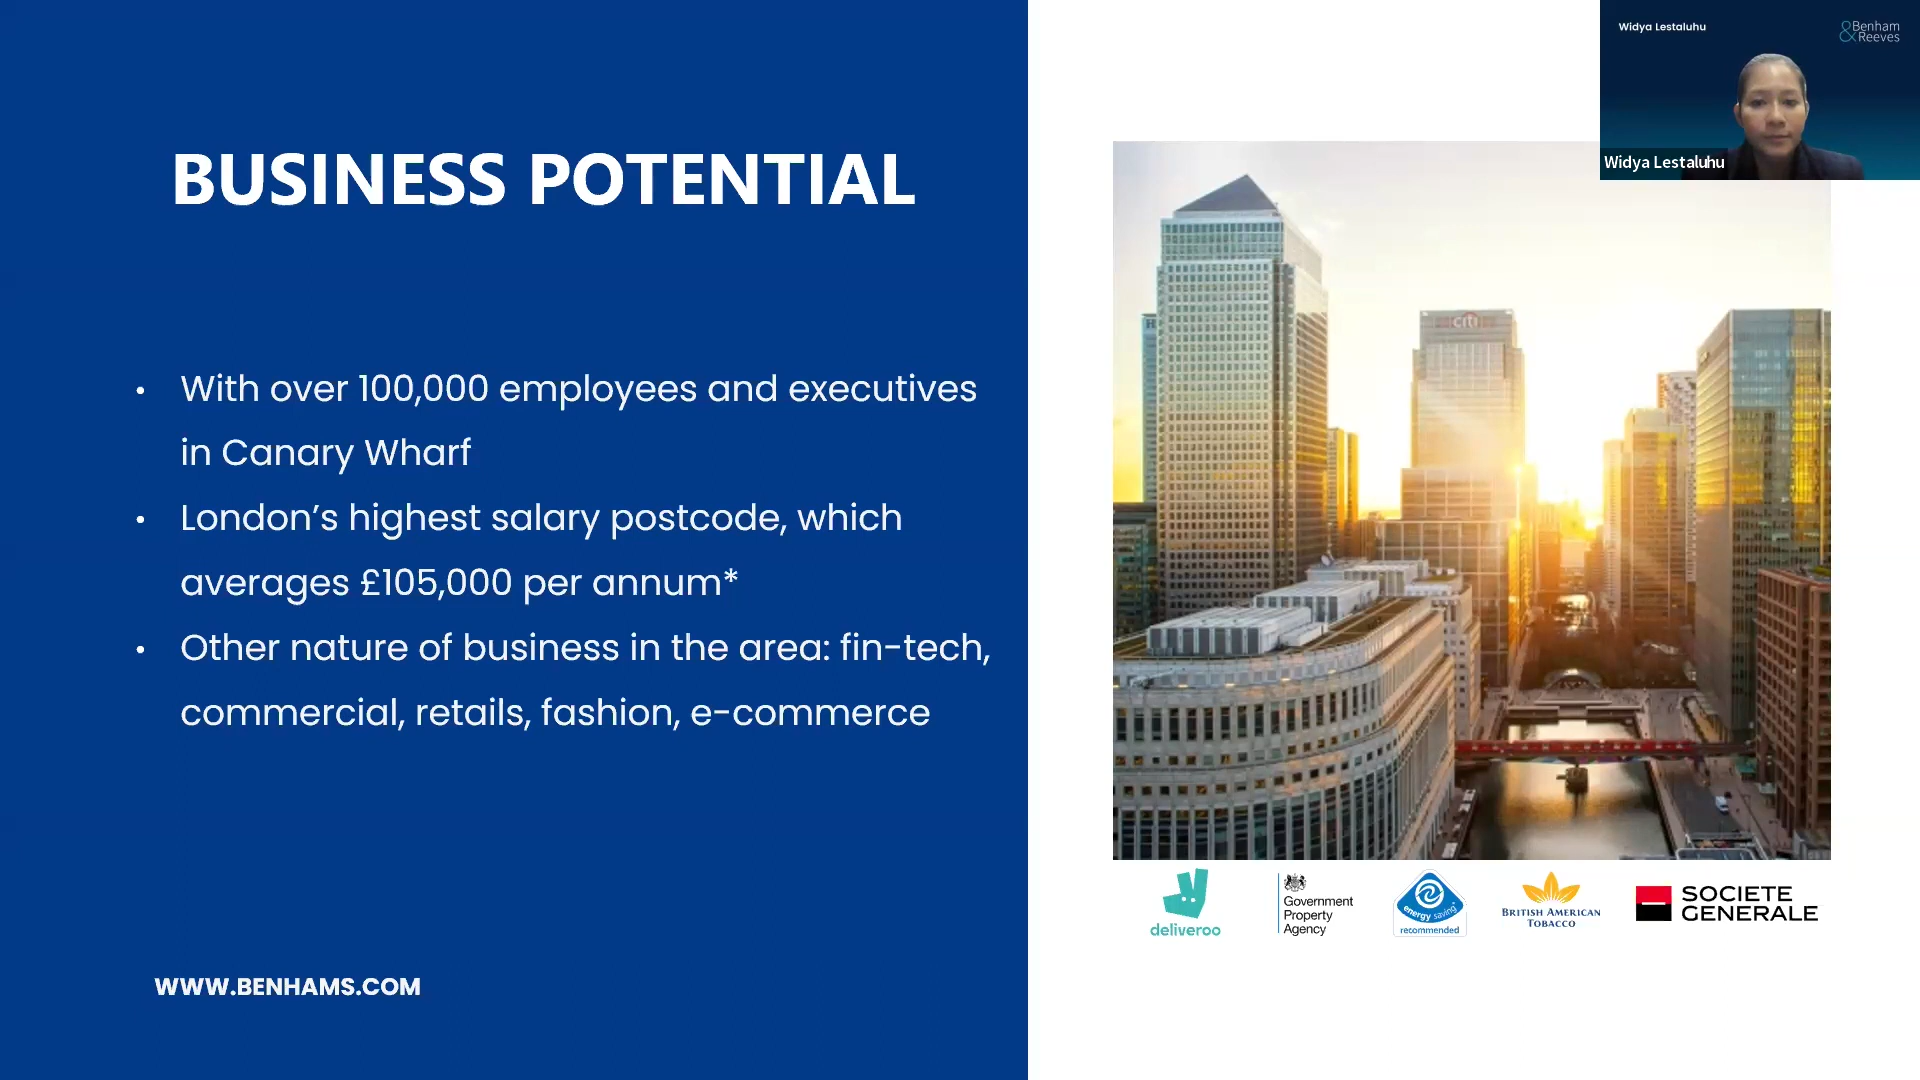 BUSINESS POTENTIAL
• With over 100,000 employees and executives
in Canary Wharf
• London’s highest salary postcode, which
averages £105,000 per annum*
• Other nature of business in the area: fin-tech,
commercial, retails, fashion, e-commerce
WWW.BENHAMS.COM
Widya Lestaluhu
Benham
& Reeves
Widya Lestaluhu
citi
deliveroo
Government
Property
Agency
energy saving
recommended
BRITISH AMERICAN
TOBACCO
SOCIETE
GENERALE